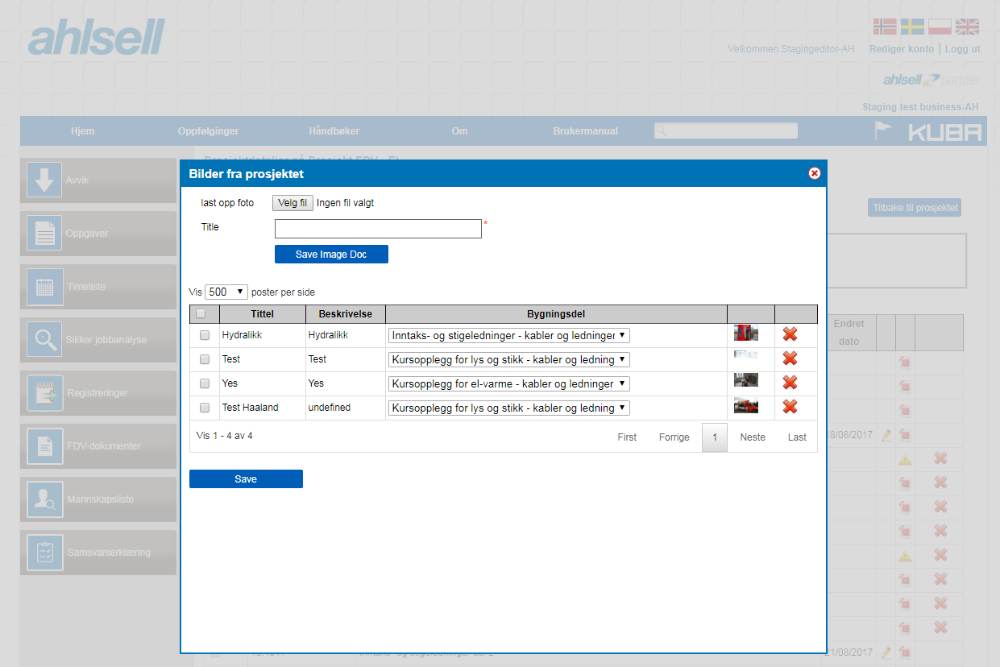 ahlsell
Velkommen Stagingeditor-AH
Rediger konto | Logg ut
ahlsell partner
Staging test business-AH
Hjem
Oppfølginger
Håndbøker
Om
Brukermanual
KUBA
Avvik
Oppgaver
Timeliste
Sikker jobbanalyse
Registreringer
FDV-dokumenter
Mannskapsliste
Samsvarserklæring
Tilbake til prosjektet
Bilder fra prosjektet
last opp foto Velg fil Ingen fil valgt
Title *
Save Image Doc
Vis 500 poster per side
Tittel Beskrivelse Bygningsdel
Hydralikk Hydralikk Inntaks- og stigeledninger - kabler og ledninger
Test Test Kursopplegg for lys og stikk - kabler og ledning
Yes Yes Kursopplegg for el-varme - kabler og ledninger
Test Haaland undefined Kursopplegg for lys og stikk - kabler og ledning
Vis 1 - 4 av 4
First Forrige 1 Neste Last
Save
Endret
dato
8/08/2017
1/08/2017